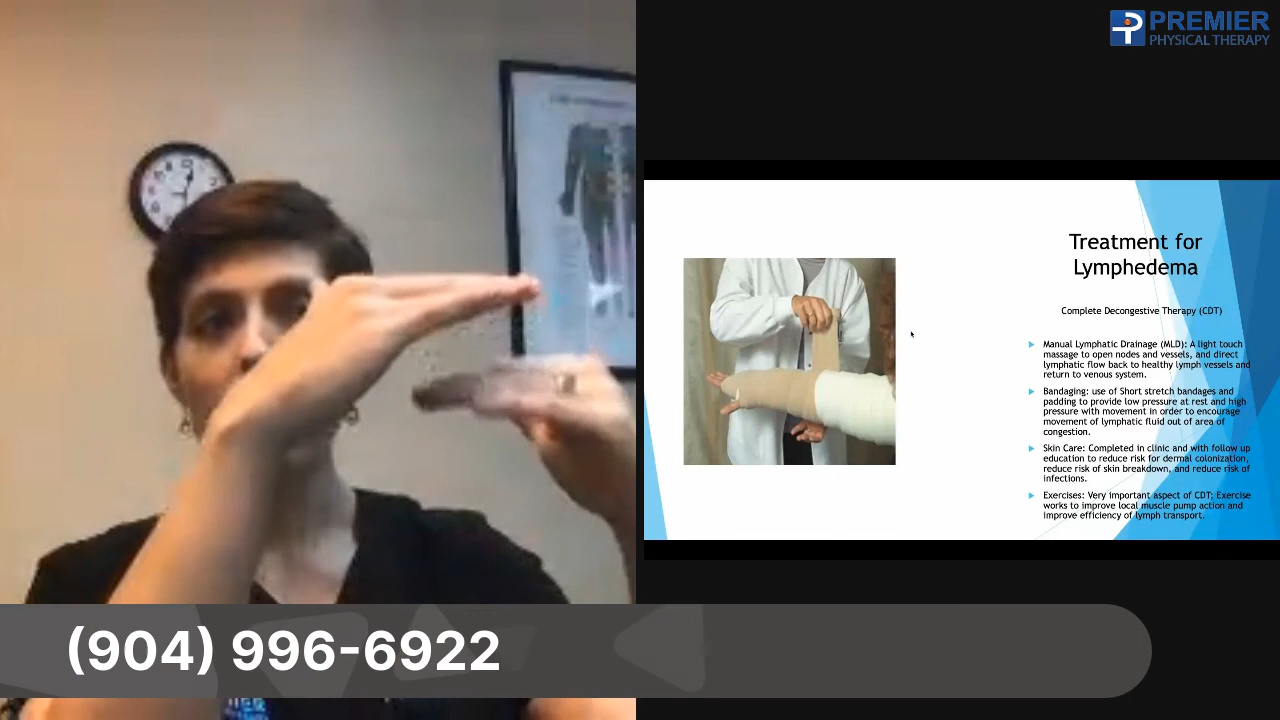 PREMIER
PHYSICAL THERAPY
Treatment for
Lymphedema
Complete Decongestive Therapy (CDT)
Manual Lymphatic Drainage (MLD): A light touch
massage to open nodes and vessels, and direct
lymphatic flow back to healthy lymph vessels and
return to venous system.
Bandaging: use of Short stretch bandages and
padding to provide low pressure at rest and high
pressure with movement in order to encourage
movement of lymphatic fluid out of area of
congestion.
Skin Care: Completed in clinic and with follow up
education to reduce risk for dermal colonization,
reduce risk of skin breakdown, and reduce risk of
infections.
Exercises: Very important aspect of CDT; Exercise
works to improve local muscle pump action and
improve efficiency of lymph transport.
(904) 996-6922